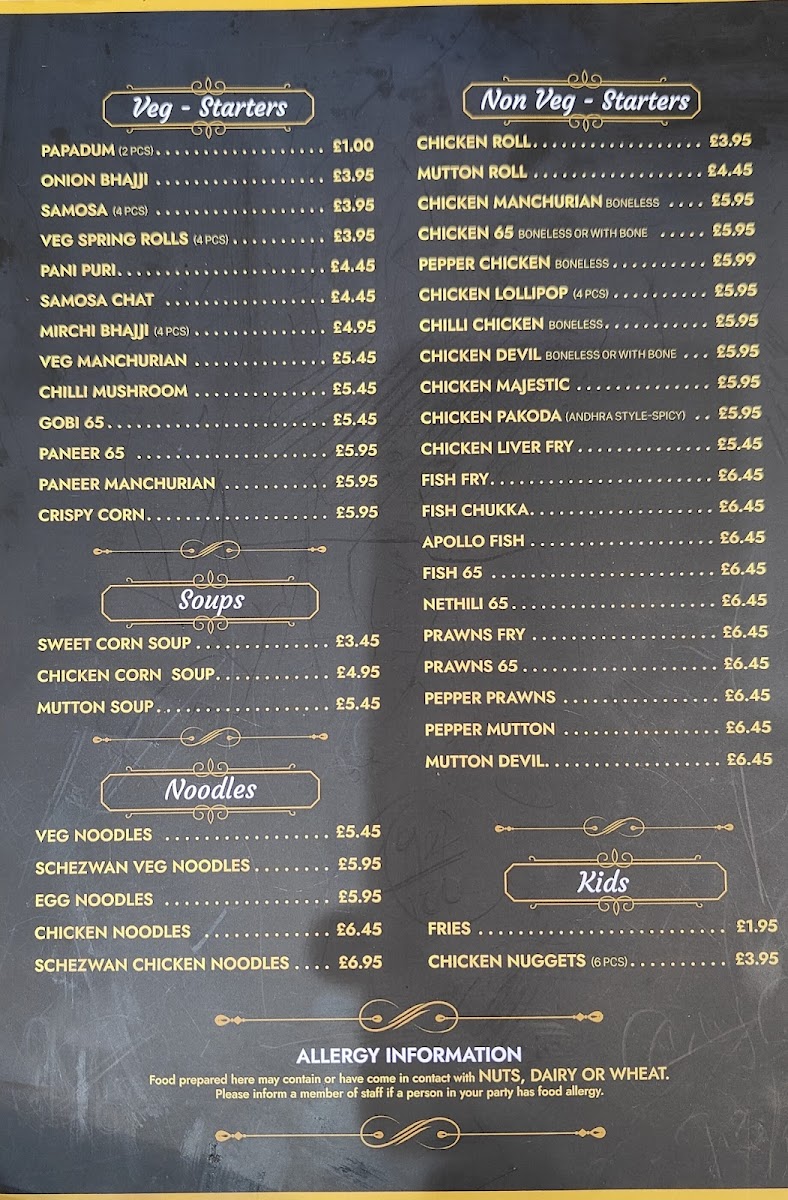 Veg - Starters
PAPADUM (2 PCS).................... £1.00
ONION BHAJJI .................... £3.95
SAMOSA (4 PCS) .................... £3.95
VEG SPRING ROLLS (4 PCS) .......... £3.95
PANI PURI........................ £4.45
SAMOSA CHAT .................... £4.45
MIRCHI BHAJJI (4 PCS) ............... £4.95
VEG MANCHURIAN ............... £5.45
CHILLI MUSHROOM ............... £5.45
GOBI 65......................... £5.45
PANEER 65 ...................... £5.95
PANEER MANCHURIAN ............ £5.95
CRISPY CORN.................... £5.95
Soups
SWEET CORN SOUP ............... £3.45
CHICKEN CORN SOUP............. £4.95
MUTTON SOUP................... £5.45
Noodles
VEG NOODLES ................... £5.45
SCHEZWAN VEG NOODLES........ £5.95
EGG NOODLES ................... £5.95
CHICKEN NOODLES .............. £6.45
SCHEZWAN CHICKEN NOODLES .... £6.95
Non Veg - Starters
CHICKEN ROLL................... £3.95
MUTTON ROLL ................... £4.45
CHICKEN MANCHURIAN BONELESS .... £5.95
CHICKEN 65 BONELESS OR WITH BONE ..... £5.95
PEPPER CHICKEN BONELESS........... £5.99
CHICKEN LOLLIPOP (4 PCS) ........... £5.95
CHILLI CHICKEN BONELESS............ £5.95
CHICKEN DEVIL BONELESS OR WITH BONE ... £5.95
CHICKEN MAJESTIC ............... £5.95
CHICKEN PAKODA (ANDHRA STYLE-SPICY) .. £5.95
CHICKEN LIVER FRY............... £5.45
FISH FRY......................... £6.45
FISH CHUKKA..................... £6.45
APOLLO FISH ..................... £6.45
FISH 65 ......................... £6.45
NETHILI 65....................... £6.45
PRAWNS FRY ..................... £6.45
PRAWNS 65...................... £6.45
PEPPER PRAWNS ................. £6.45
PEPPER MUTTON ................. £6.45
MUTTON DEVIL................... £6.45
Kids
FRIES ........................... £1.95
CHICKEN NUGGETS (6 PCS).......... £3.95
ALLERGY INFORMATION
Food prepared here may contain or have come in contact with NUTS, DAIRY OR WHEAT.
Please inform a member of staff if a person in your party has food allergy.